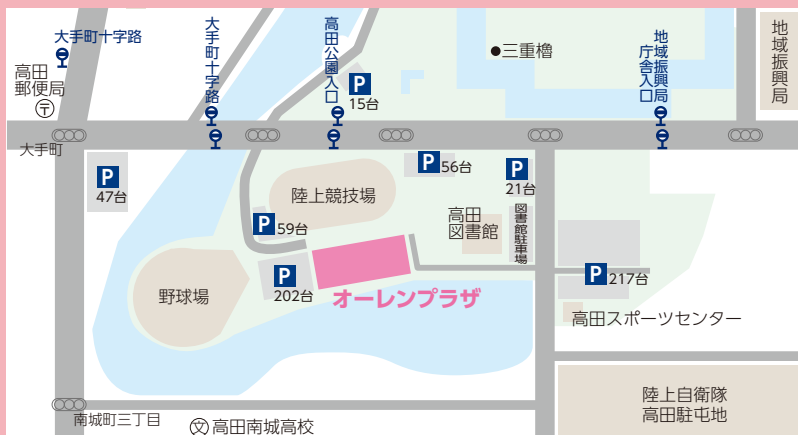 大手町十字路
高田
郵便局
〒
大手町十字路
高田公園入口
P
15台
三重櫓
地域振興局
庁舎入口
地域振興局
大手町
P
47台
陸上競技場
P
56台
P
21台
図書館駐車場
高田
図書館
P
59台
野球場
P
202台
オーレンプラザ
P
217台
高田スポーツセンター
陸上自衛隊
高田駐屯地
南城町三丁目
文
高田南城高校